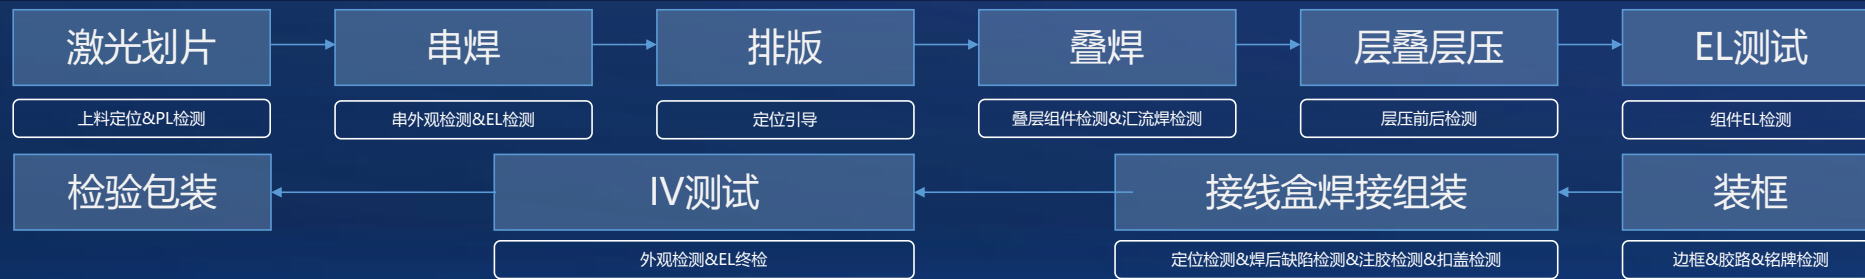 激光划片
串焊
排版
叠焊
层叠层压
EL测试
上料定位&PL检测
串外观检测&EL检测
定位引导
叠层组件检测&汇流焊检测
层压前后检测
组件EL检测
检验包装
IV测试
接线盒焊接组装
装框
外观检测&EL终检
定位检测&焊后缺陷检测&注胶检测&扣盖检测
边框&胶路&铭牌检测